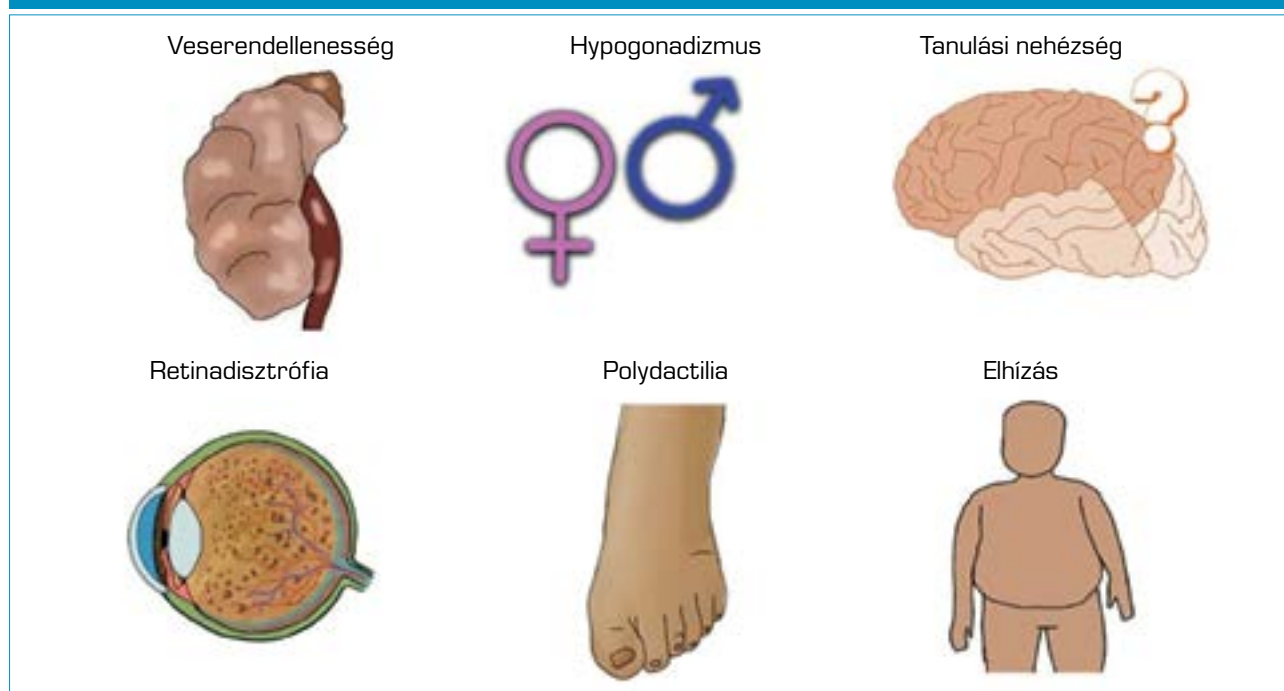 Veserendellenesség
Hypogonadizmus
Tanulási nehézség
Retinadisztrófia
Polydactilia
Elhízás